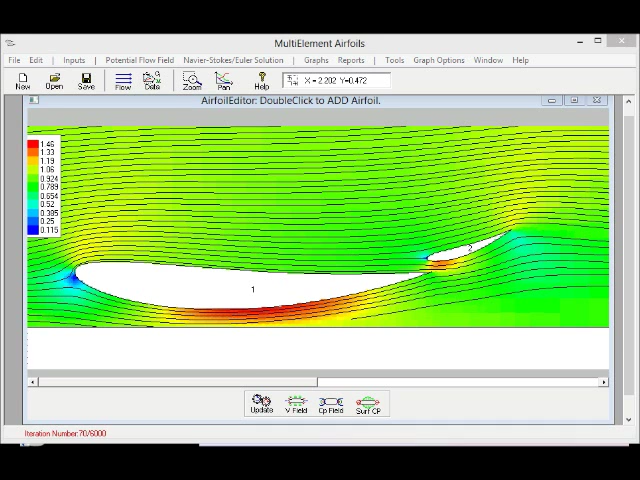 MultiElement Airfoils
File Edit Inputs Potential Flow Field Navier-Stokes/Euler Solution Graphs Reports Tools Graph Options Window Help
New Open Save Flow Data Zoom Pan Help X = 2.202 Y=0.472
AirfoilEditor: DoubleClick to ADD Airfoil.
1.46
1.33
1.19
1.06
0.924
0.789
0.654
0.52
0.385
0.25
0.115
2
1
Update V Field Cp Field Surf CP
Iteration Number:70/6000